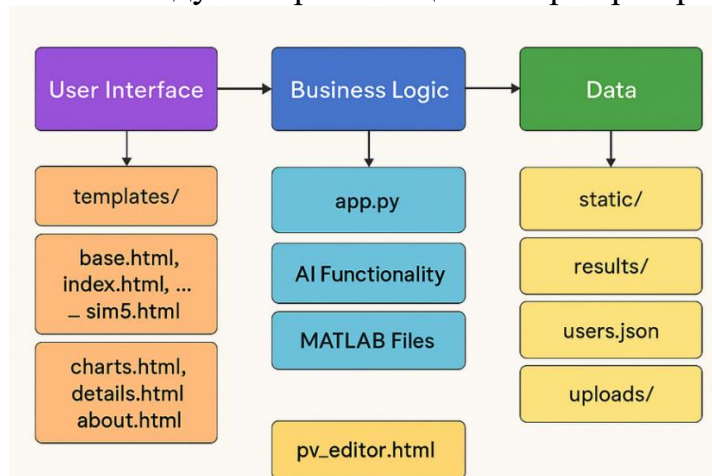 User Interface
Business Logic
Data
templates/
base.html,
index.html, ...
_ sim5.html
charts.html,
details.html
about.html
app.py
AI Functionality
MATLAB Files
pv_editor.html
static/
results/
users.json
uploads/